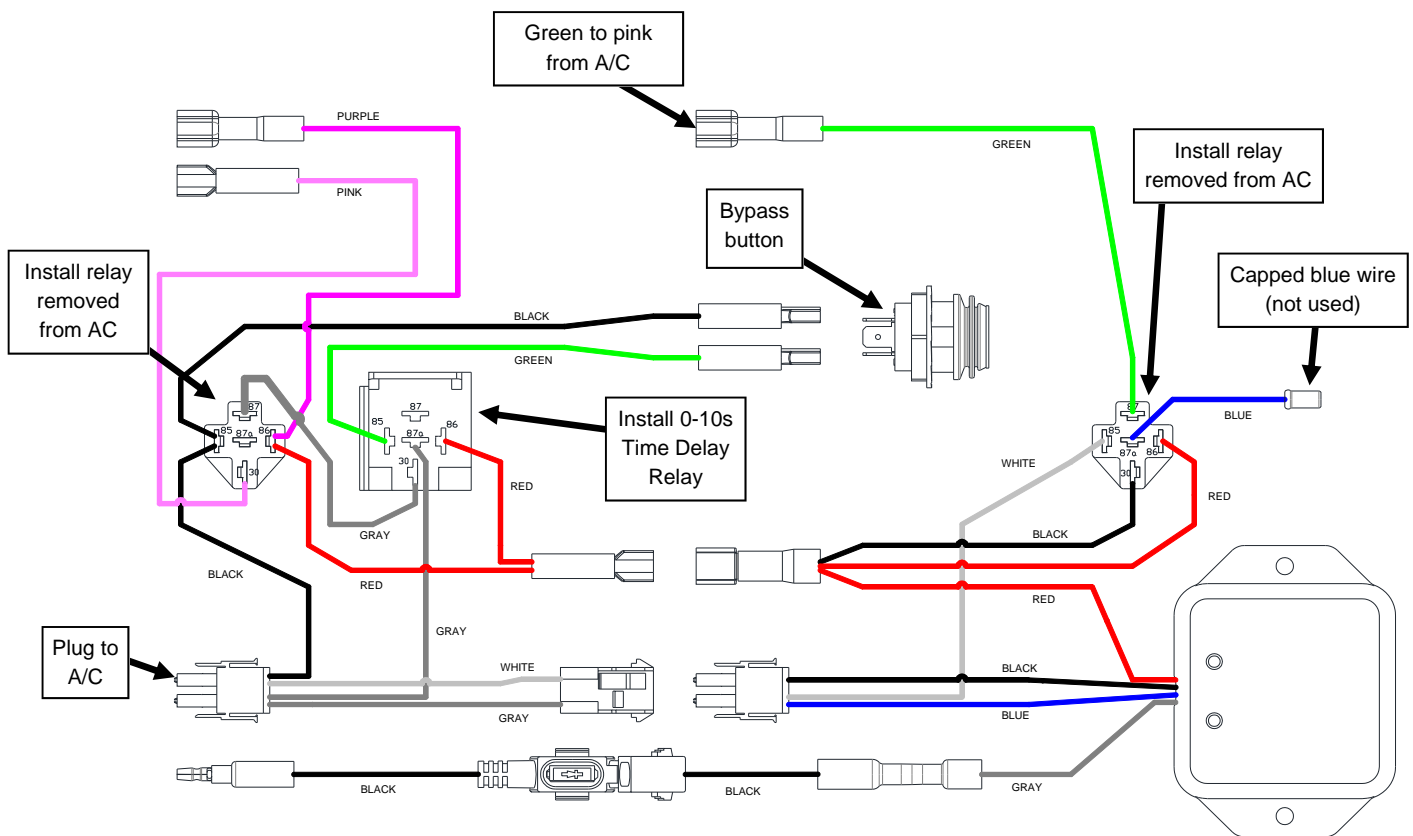 Green to pink
from A/C
PURPLE
GREEN
Install relay
removed from AC
PINK
Bypass
button
Install relay
removed
from AC
Capped blue wire
(not used)
BLACK
GREEN
BLUE
87
85
87a
86
30
87
85
87a
86
30
Install 0-10s
Time Delay
Relay
87
85
87a
86
30
WHITE
RED
RED
GRAY
BLACK
BLACK
RED
RED
GRAY
Plug to
A/C
WHITE
GRAY
BLACK
BLUE
BLACK
BLACK
GRAY